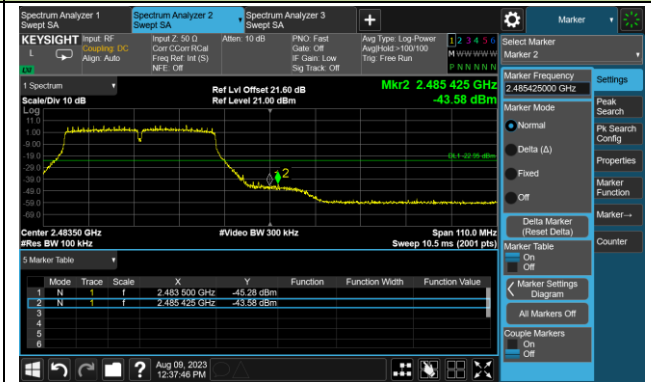 Spectrum Analyzer 1
Swept SA
Spectrum Analyzer 2
Swept SA
Spectrum Analyzer 3
Swept SA
+
Marker
KEYSIGHT
L
LM
Input: RF
Coupling: DC
Align: Auto
Input Z: 50 Ω
Corr CCorr RCal
Freq Ref: Int (S)
NFE: Off
Atten: 10 dB
PNO: Fast
Gate: Off
IF Gain: Low
Sig Track: Off
Avg Type: Log-Power
Avg|Hold:>100/100
Trig: Free Run
1 2 3 4 5 6
M W W W W W
P N N N N N
Select Marker
Marker 2
1 Spectrum
Scale/Div 10 dB
Log
Ref Lvl Offset 21.60 dB
Ref Level 21.00 dBm
Mkr2 2.485 425 GHz
-43.58 dBm
11.0
1.00
-9.00
-19.0
-29.0
-39.0
-49.0
-59.0
-69.0
DL1 -22.95 dBm
2
Center 2.48350 GHz
#Res BW 100 kHz
#Video BW 300 kHz
Span 110.0 MHz
Sweep 10.5 ms (2001 pts)
5 Marker Table
Mode Trace Scale X Y Function Function Width Function Value
1 N 1 f 2.483 500 GHz -45.28 dBm
2 N 1 f 2.485 425 GHz -43.58 dBm
3
4
5
6
Marker Frequency
2.485425000 GHz
Marker Mode
Normal
Delta (Δ)
Fixed
Off
Delta Marker
(Reset Delta)
Marker Table
On
Off
Marker Settings
Diagram
All Markers Off
Couple Markers
On
Off
Settings
Peak
Search
Pk Search
Config
Properties
Marker
Function
Marker→
Counter
?
Aug 09, 2023
12:37:46 PM